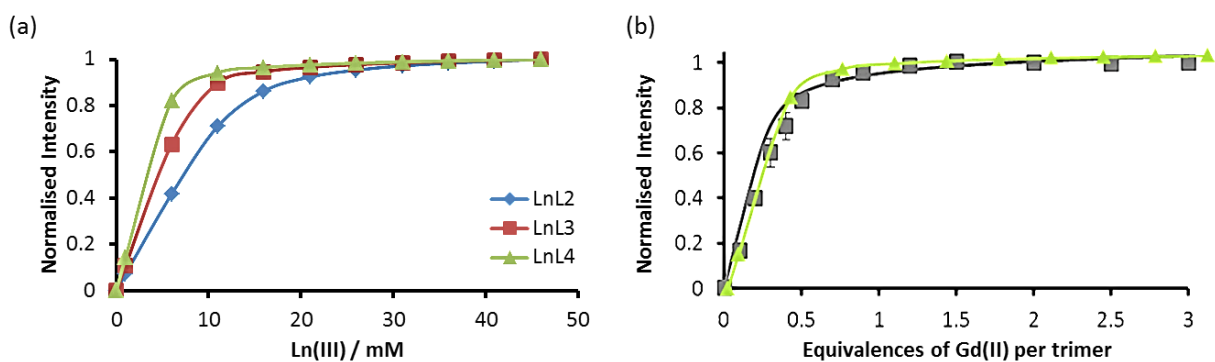 (a)
Normalised Intensity
1
0.8
0.6
0.4
0.2
0
0 10 20 30 40 50
Ln(III) / mM
LnL2
LnL3
LnL4
(b)
Normalised Intensity
1
0.8
0.6
0.4
0.2
0
0 0.5 1 1.5 2 2.5 3
Equivalences of Gd(II) per trimer